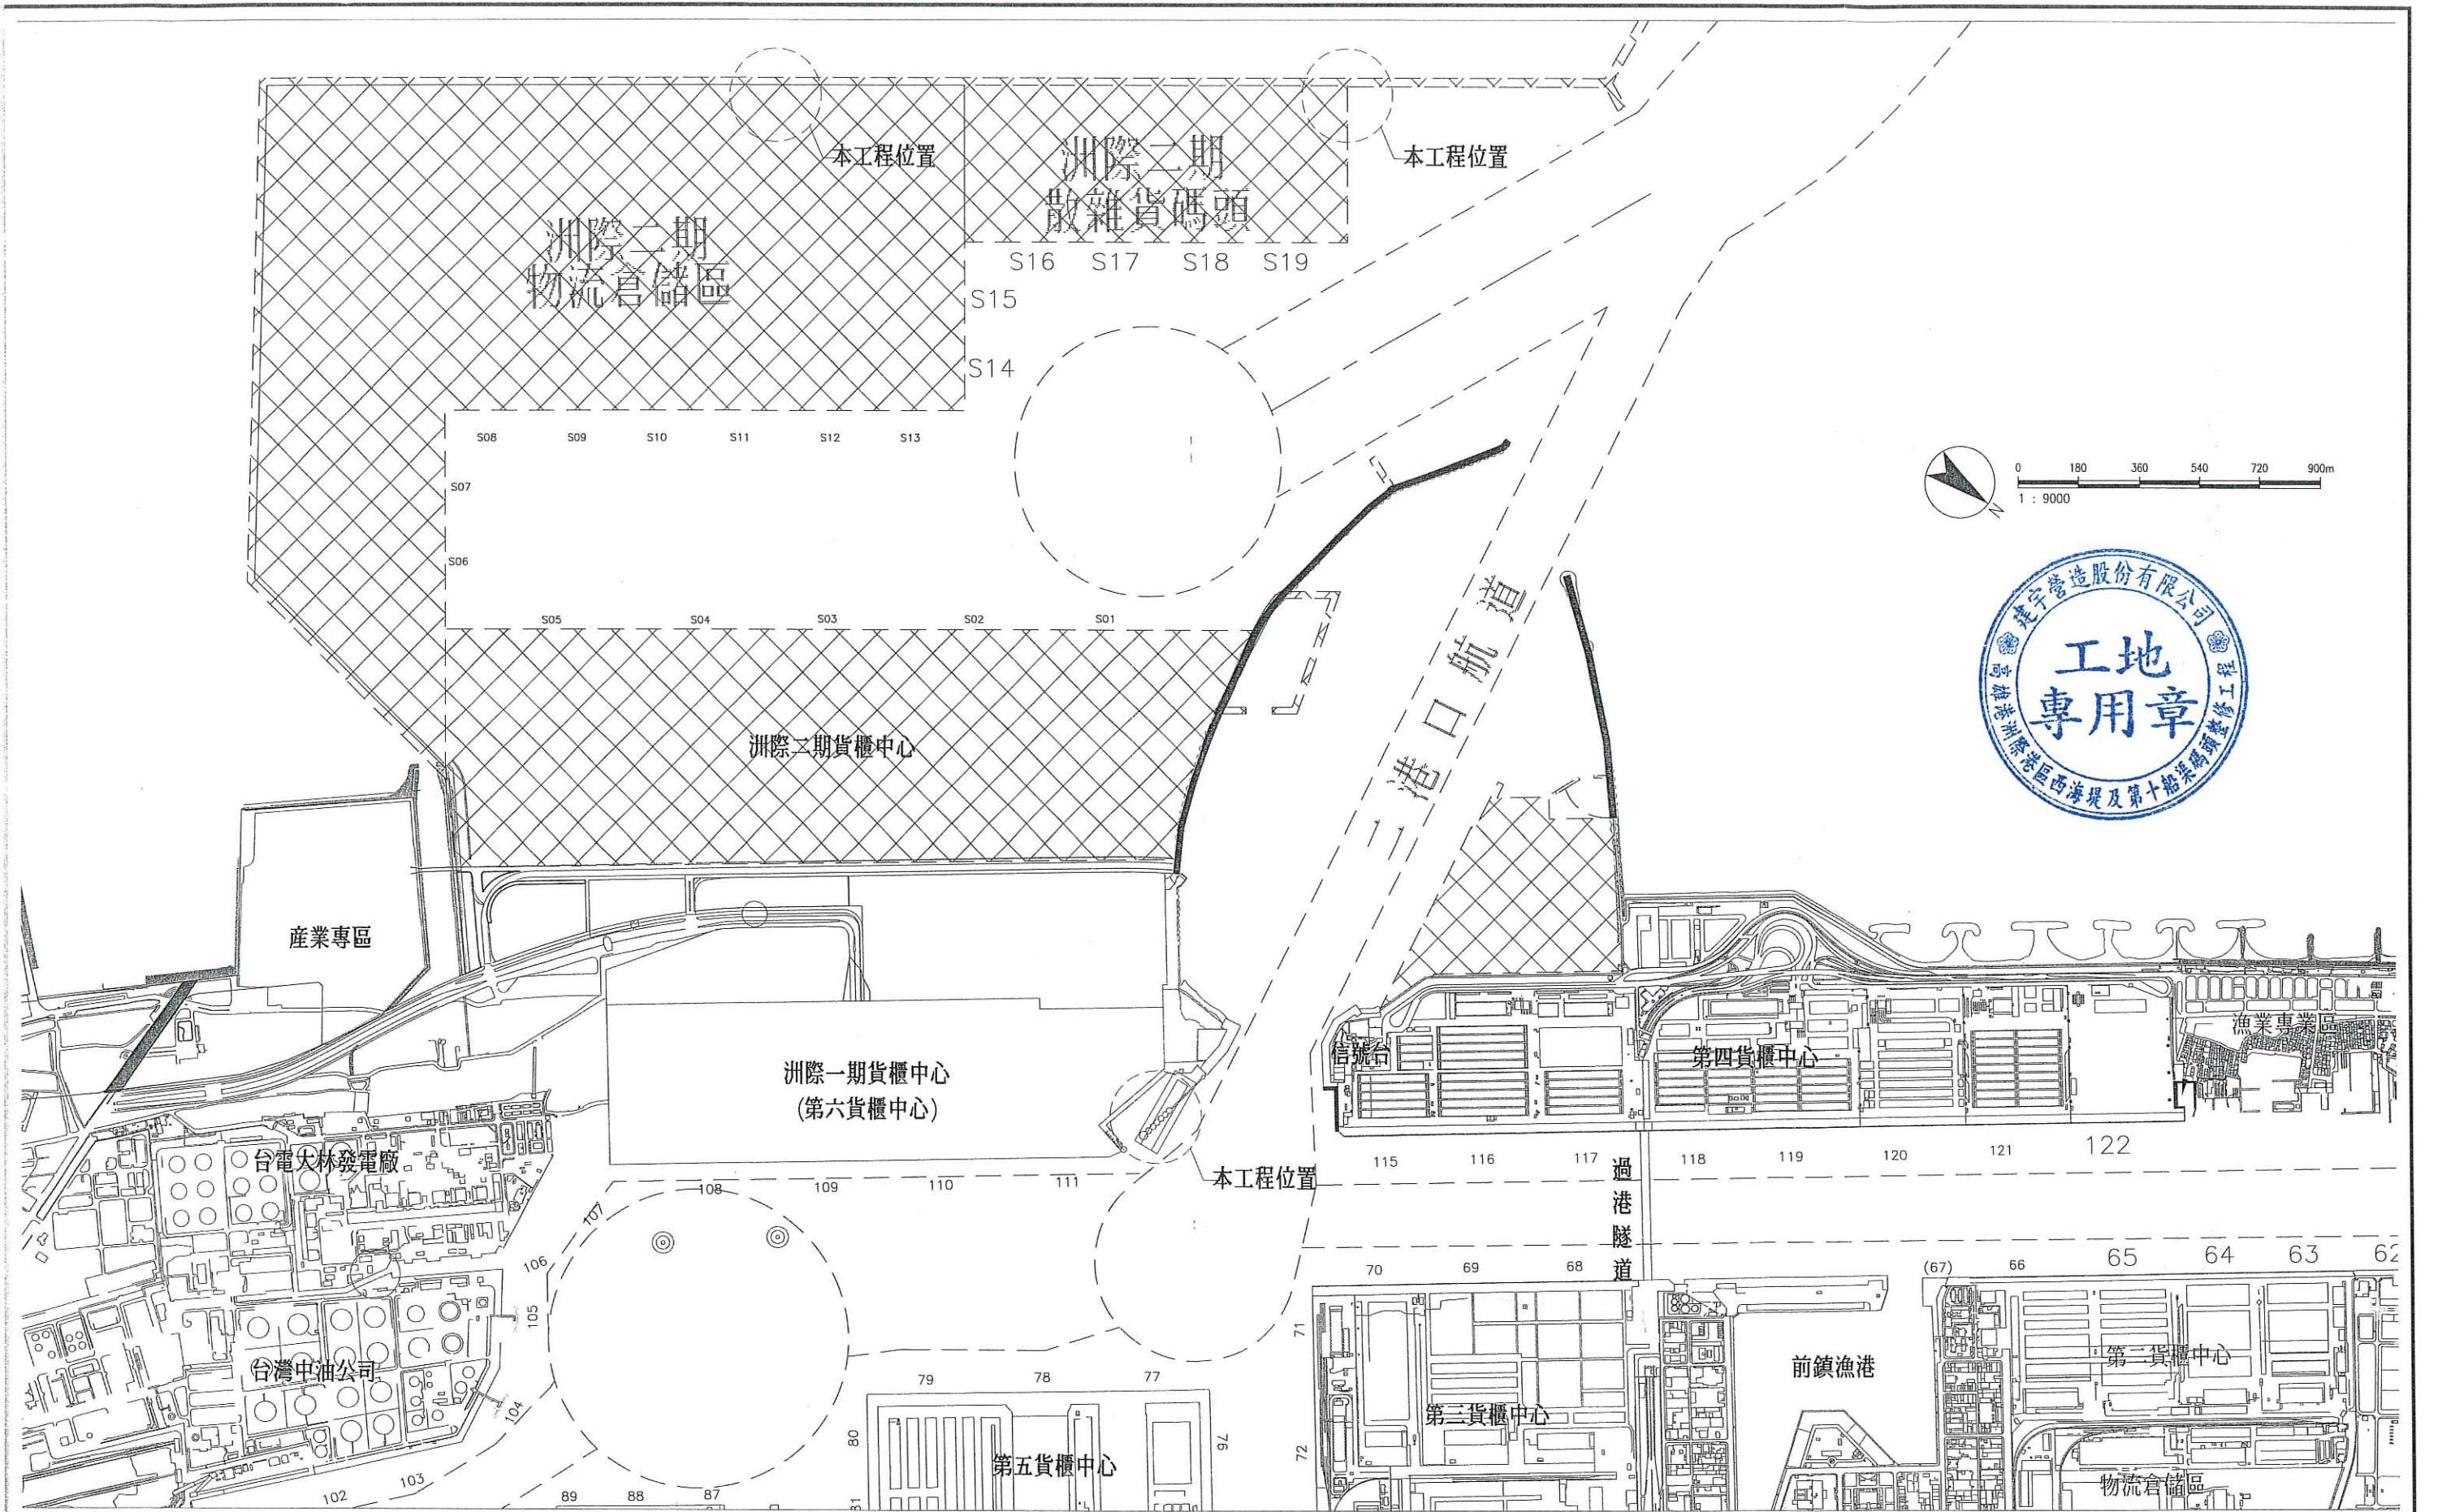 本工程位置
本工程位置
洲際二期
散雜貨碼頭
洲際二期
物流倉儲區
S16 S17 S18 S19
S15
S14
S08 S09 S10 S11 S12 S13
S07
S06
S05 S04 S03 S02 S01
0 180 360 540 720 900m
1 : 9000
N
建宇營造股份有限公司
工地
專用章
高雄港洲際港區西海堤及第十船渠碼頭整修工程
二港口航道
洲際二期貨櫃中心
産業專區
洲際一期貨櫃中心
(第六貨櫃中心)
信號台
第四貨櫃中心
漁業專業區
台電大林發電廠
本工程位置
115 116 117 118 119 120 121 122
過港隧道
107 108 109 110 111
106
105
104
103
102
台灣中油公司
70 69 68 (67) 66 65 64 63 62
71
72
79 78 77
80
81
76
89 88 87
第五貨櫃中心
第三貨櫃中心
前鎮漁港
第二貨櫃中心
物流倉儲區